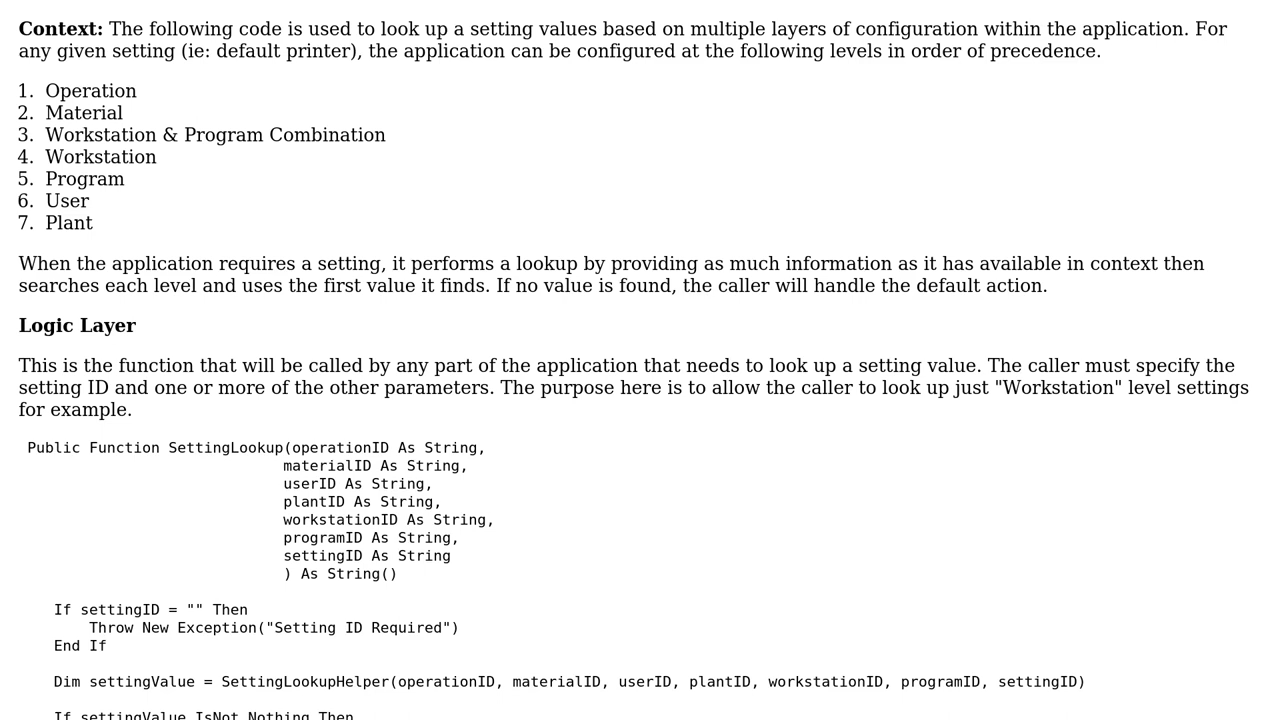 Context: The following code is used to look up a setting values based on multiple layers of configuration within the application. For
any given setting (ie: default printer), the application can be configured at the following levels in order of precedence.
1. Operation
2. Material
3. Workstation & Program Combination
4. Workstation
5. Program
6. User
7. Plant
When the application requires a setting, it performs a lookup by providing as much information as it has available in context then
searches each level and uses the first value it finds. If no value is found, the caller will handle the default action.
Logic Layer
This is the function that will be called by any part of the application that needs to look up a setting value. The caller must specify the
setting ID and one or more of the other parameters. The purpose here is to allow the caller to look up just "Workstation" level settings
for example.
Public Function SettingLookup(operationID As String,
materialID As String,
userID As String,
plantID As String,
workstationID As String,
programID As String,
settingID As String
) As String()
If settingID = "" Then
Throw New Exception("Setting ID Required")
End If
Dim settingValue = SettingLookupHelper(operationID, materialID, userID, plantID, workstationID, programID, settingID)
If settingValue IsNot Nothing Then